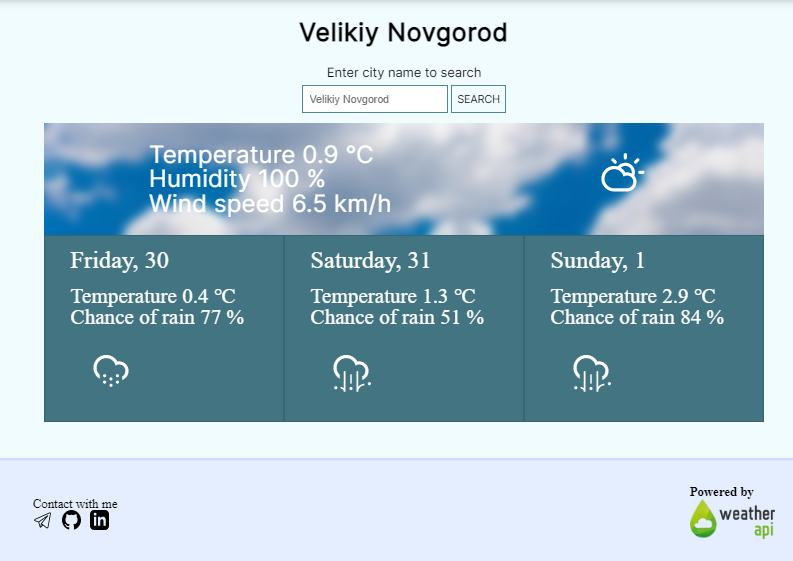 Velikiy Novgorod
Enter city name to search
Velikiy Novgorod
SEARCH
Temperature 0.9 °C
Humidity 100 %
Wind speed 6.5 km/h
Friday, 30
Temperature 0.4 °C
Chance of rain 77 %
Saturday, 31
Temperature 1.3 °C
Chance of rain 51 %
Sunday, 1
Temperature 2.9 °C
Chance of rain 84 %
Contact with me
in
Powered by
weather
api